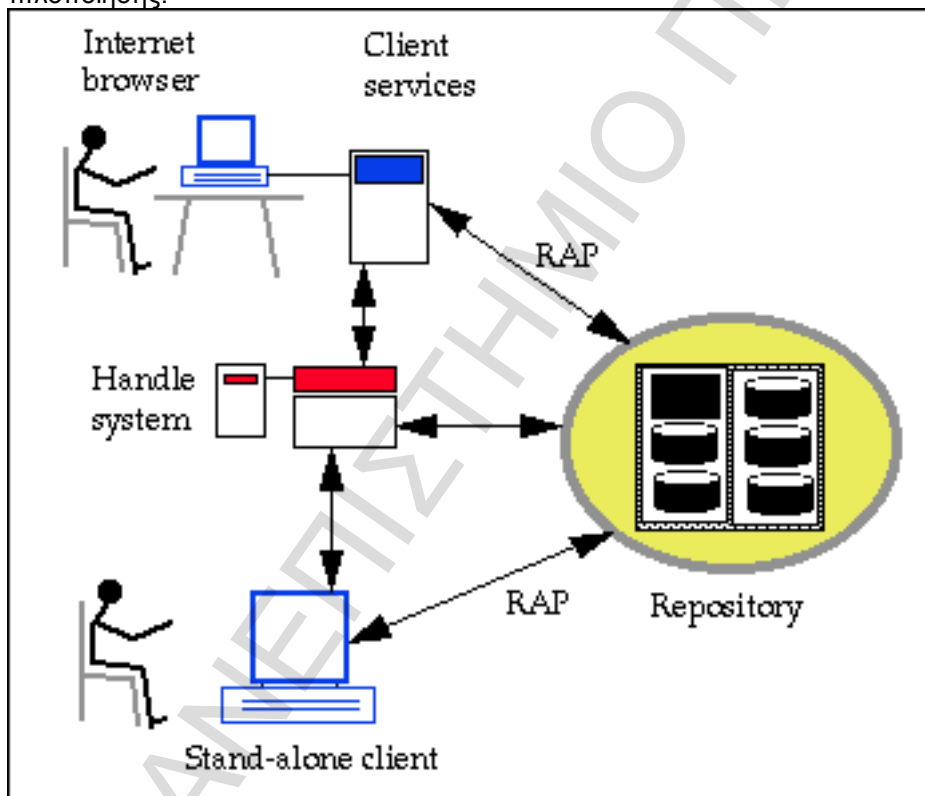 Internet
browser
Client
services
RAP
Handle
system
RAP
Repository
Stand-alone client